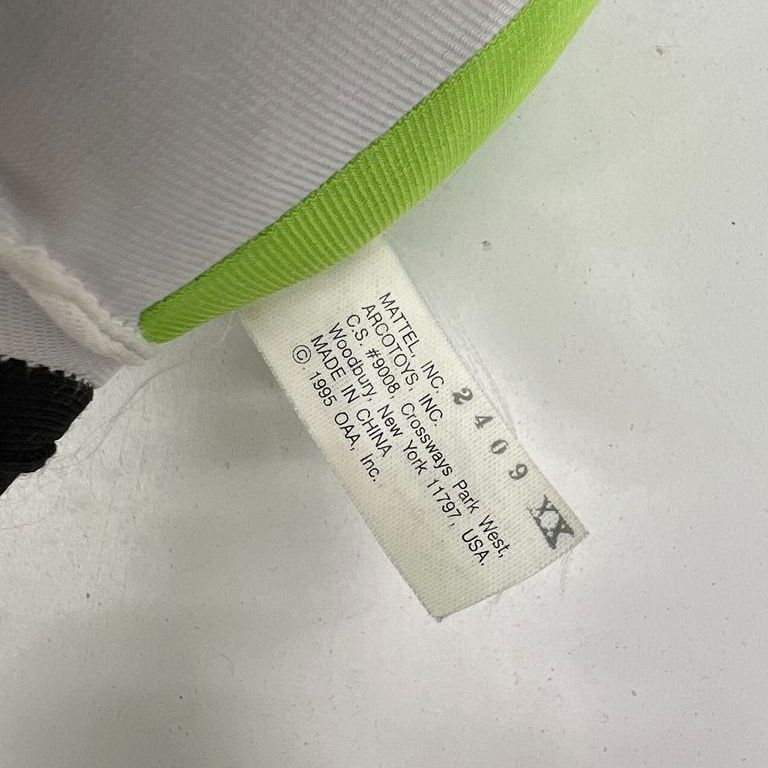 MATTEL, INC.
ARCOTOYS, INC.
C.S. #9008, Crossways Park West,
Woodbury, New York 11797, USA.
MADE IN CHINA
© 1995 OAA, Inc.
2409 XX